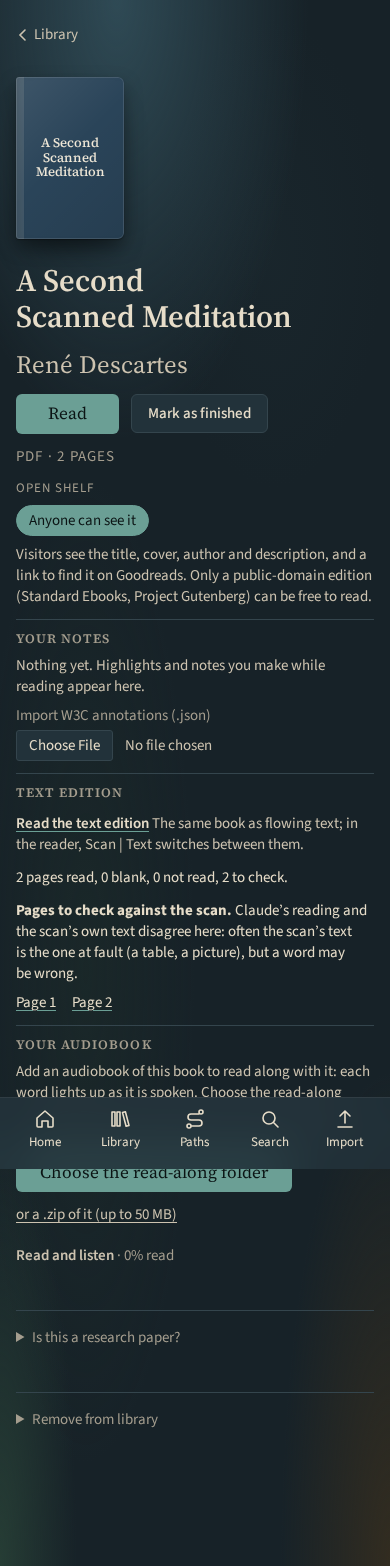 Library
A Second
Scanned
Meditation
A Second
Scanned Meditation
René Descartes
Read
Mark as finished
PDF · 2 PAGES
OPEN SHELF
Anyone can see it
Visitors see the title, cover, author and description, and a
link to find it on Goodreads. Only a public-domain edition
(Standard Ebooks, Project Gutenberg) can be free to read.
YOUR NOTES
Nothing yet. Highlights and notes you make while
reading appear here.
Import W3C annotations (.json)
Choose File No file chosen
TEXT EDITION
Read the text edition The same book as flowing text; in
the reader, Scan | Text switches between them.
2 pages read, 0 blank, 0 not read, 2 to check.
Pages to check against the scan. Claude’s reading and
the scan’s own text disagree here: often the scan’s text
is the one at fault (a table, a picture), but a word may
be wrong.
Page 1 Page 2
YOUR AUDIOBOOK
Add an audiobook of this book to read along with it: each
word lights up as it is spoken. Choose the read-along
Home
Library
Paths
Search
Import
Choose the read-along folder
or a .zip of it (up to 50 MB)
Read and listen · 0% read
Is this a research paper?
Remove from library